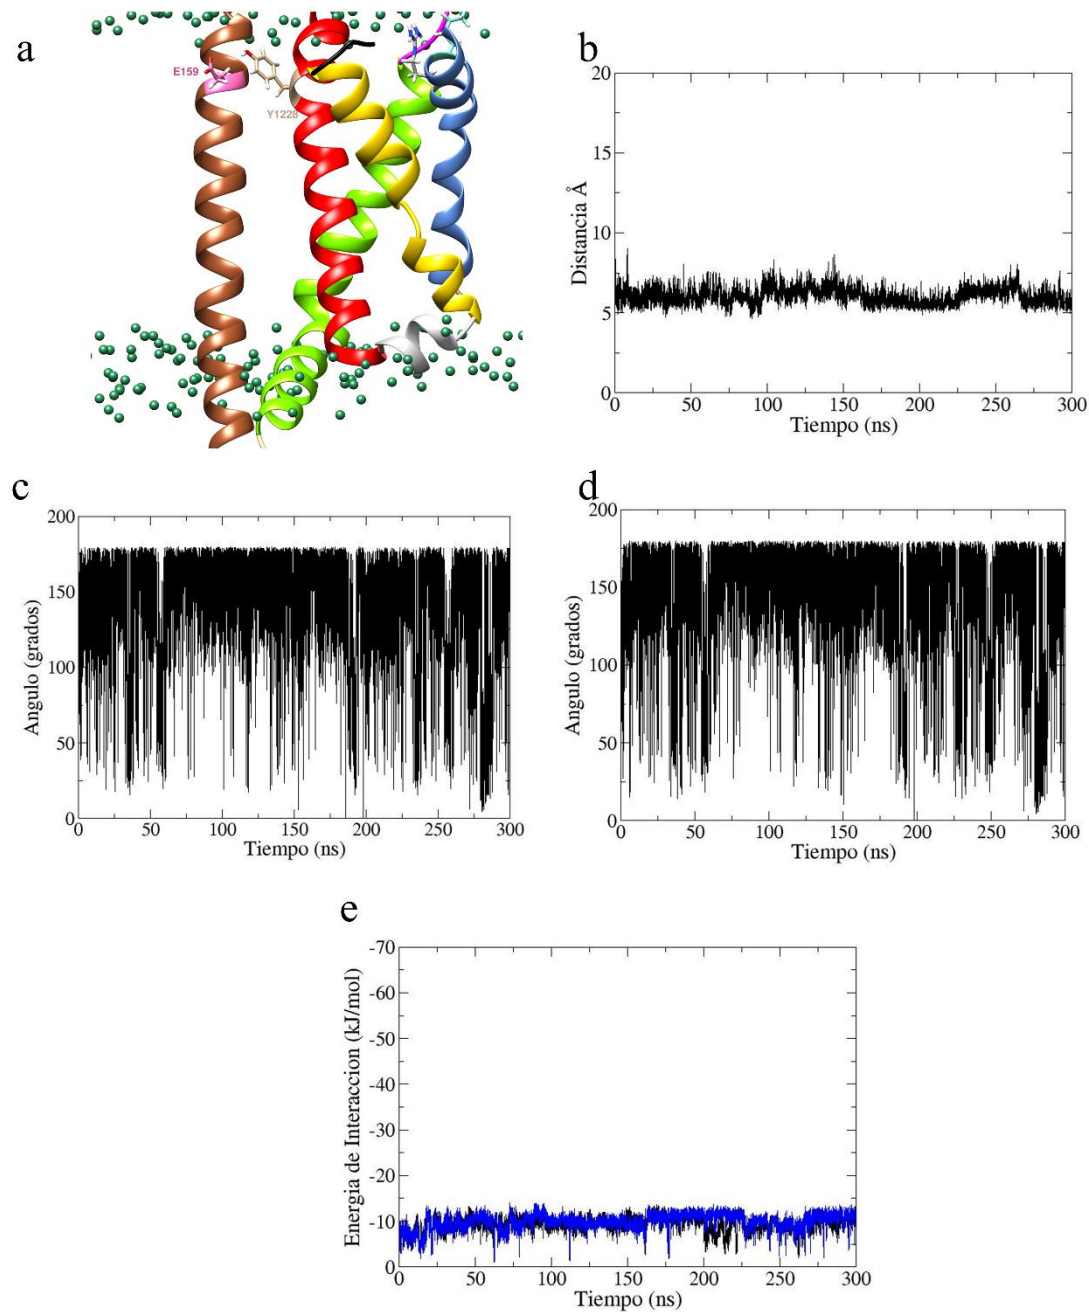 a
E159
Y1228
b
20
15
10
5
0
Distancia Å
0 50 100 150 200 250 300
Tiempo (ns)
c
200
150
100
50
0
Angulo (grados)
0 50 100 150 200 250 300
Tiempo (ns)
d
200
150
100
50
0
Angulo (grados)
0 50 100 150 200 250 300
Tiempo (ns)
e
-70
-60
-50
-40
-30
-20
-10
0
Energia de Interaccion (kJ/mol)
0 50 100 150 200 250 300
Tiempo (ns)